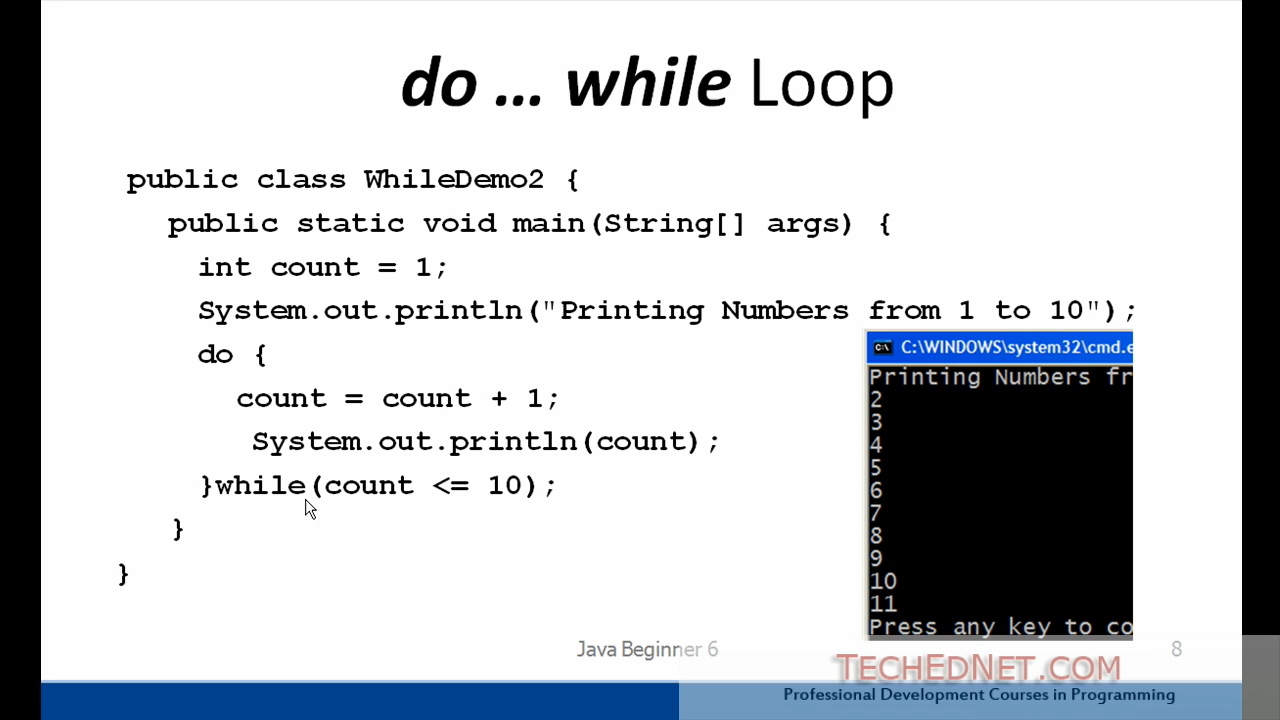 do ... while Loop
public class WhileDemo2 {
public static void main(String[] args) {
int count = 1;
System.out.println("Printing Numbers from 1 to 10");
do {
count = count + 1;
System.out.println(count);
}while(count <= 10);
}
}
C:\WINDOWS\system32\cmd.e
Printing Numbers fr
2
3
4
5
6
7
8
9
10
11
Press any key to co
Java Beginner 6
8
TECHEDNET.COM
Professional Development Courses in Programming